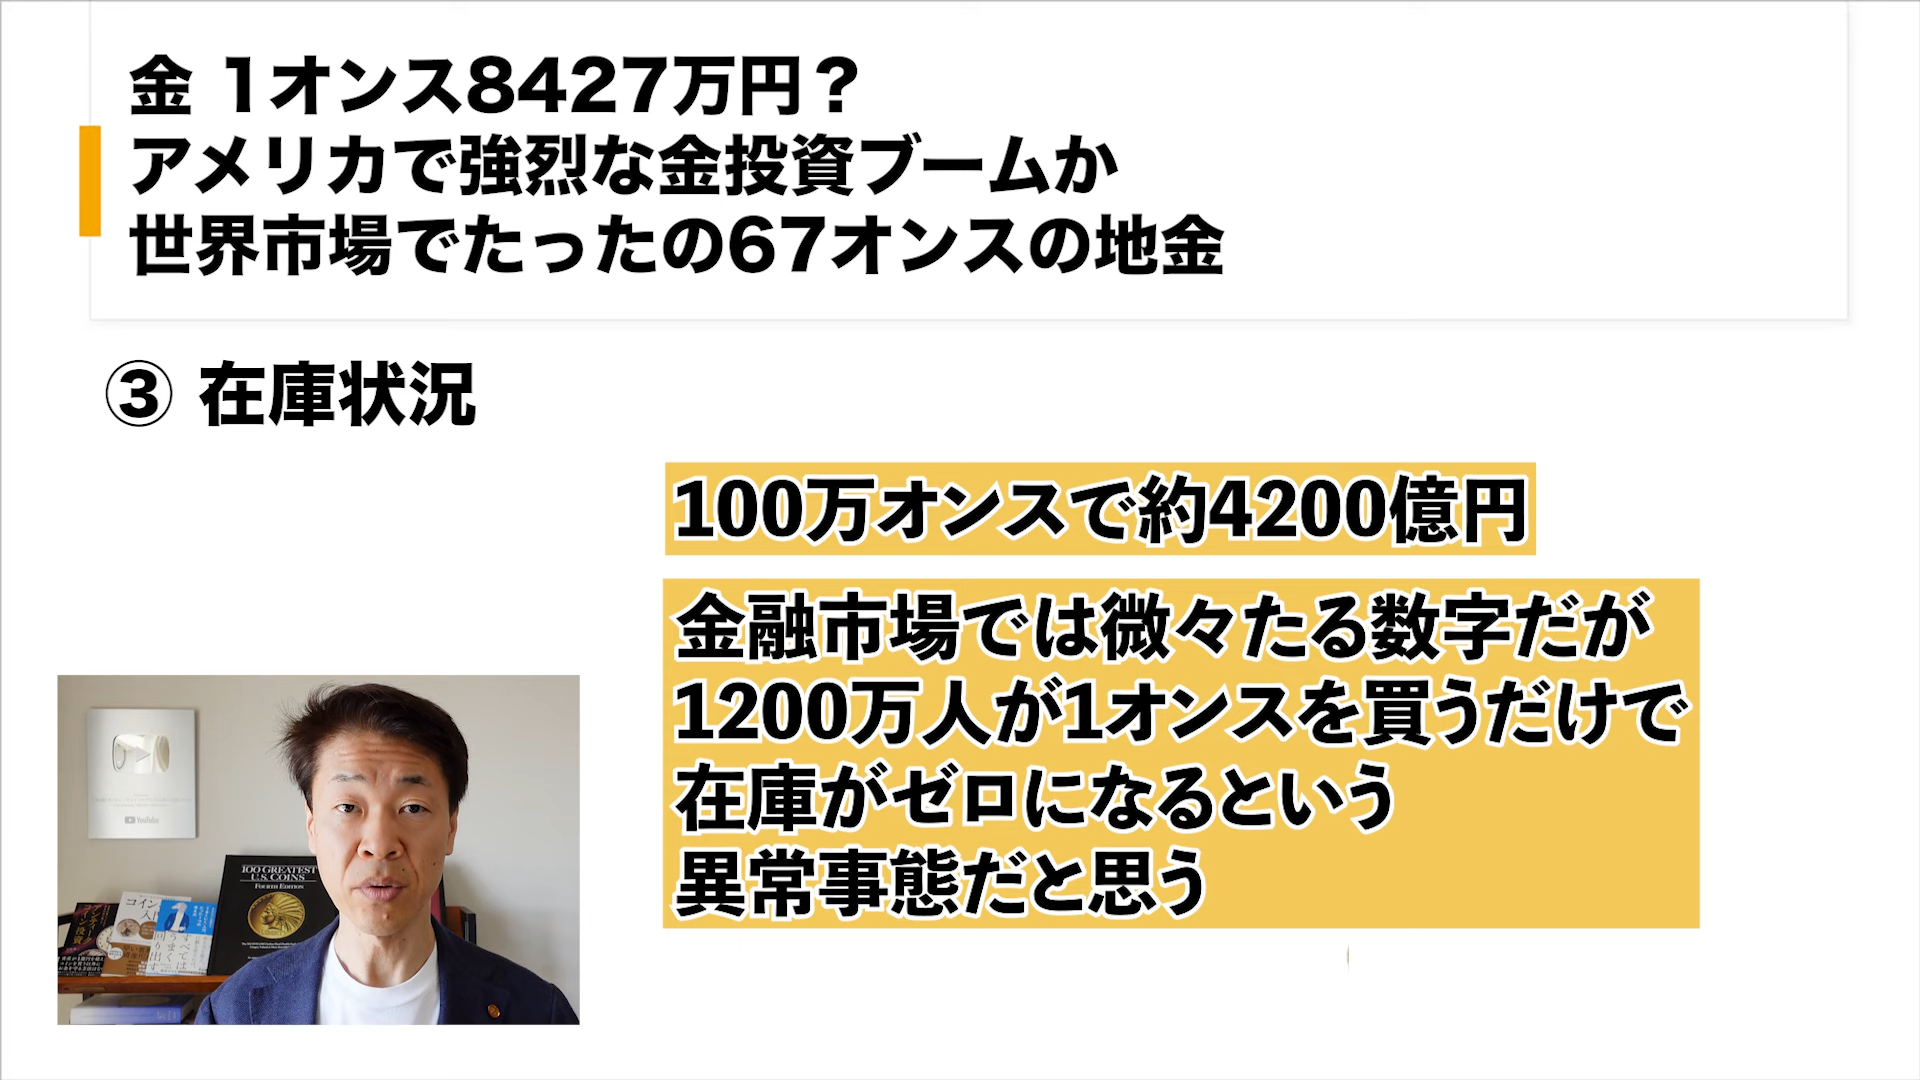 金 1オンス8427万円？
アメリカで強烈な金投資ブームか
世界市場でたったの67オンスの地金
③ 在庫状況
100万オンスで約4200億円
金融市場では微々たる数字だが
1200万人が1オンスを買うだけで
在庫がゼロになるという
異常事態だと思う
YouTube
100 GREATEST
U.S. COINS
FOURTH EDITION
コイン